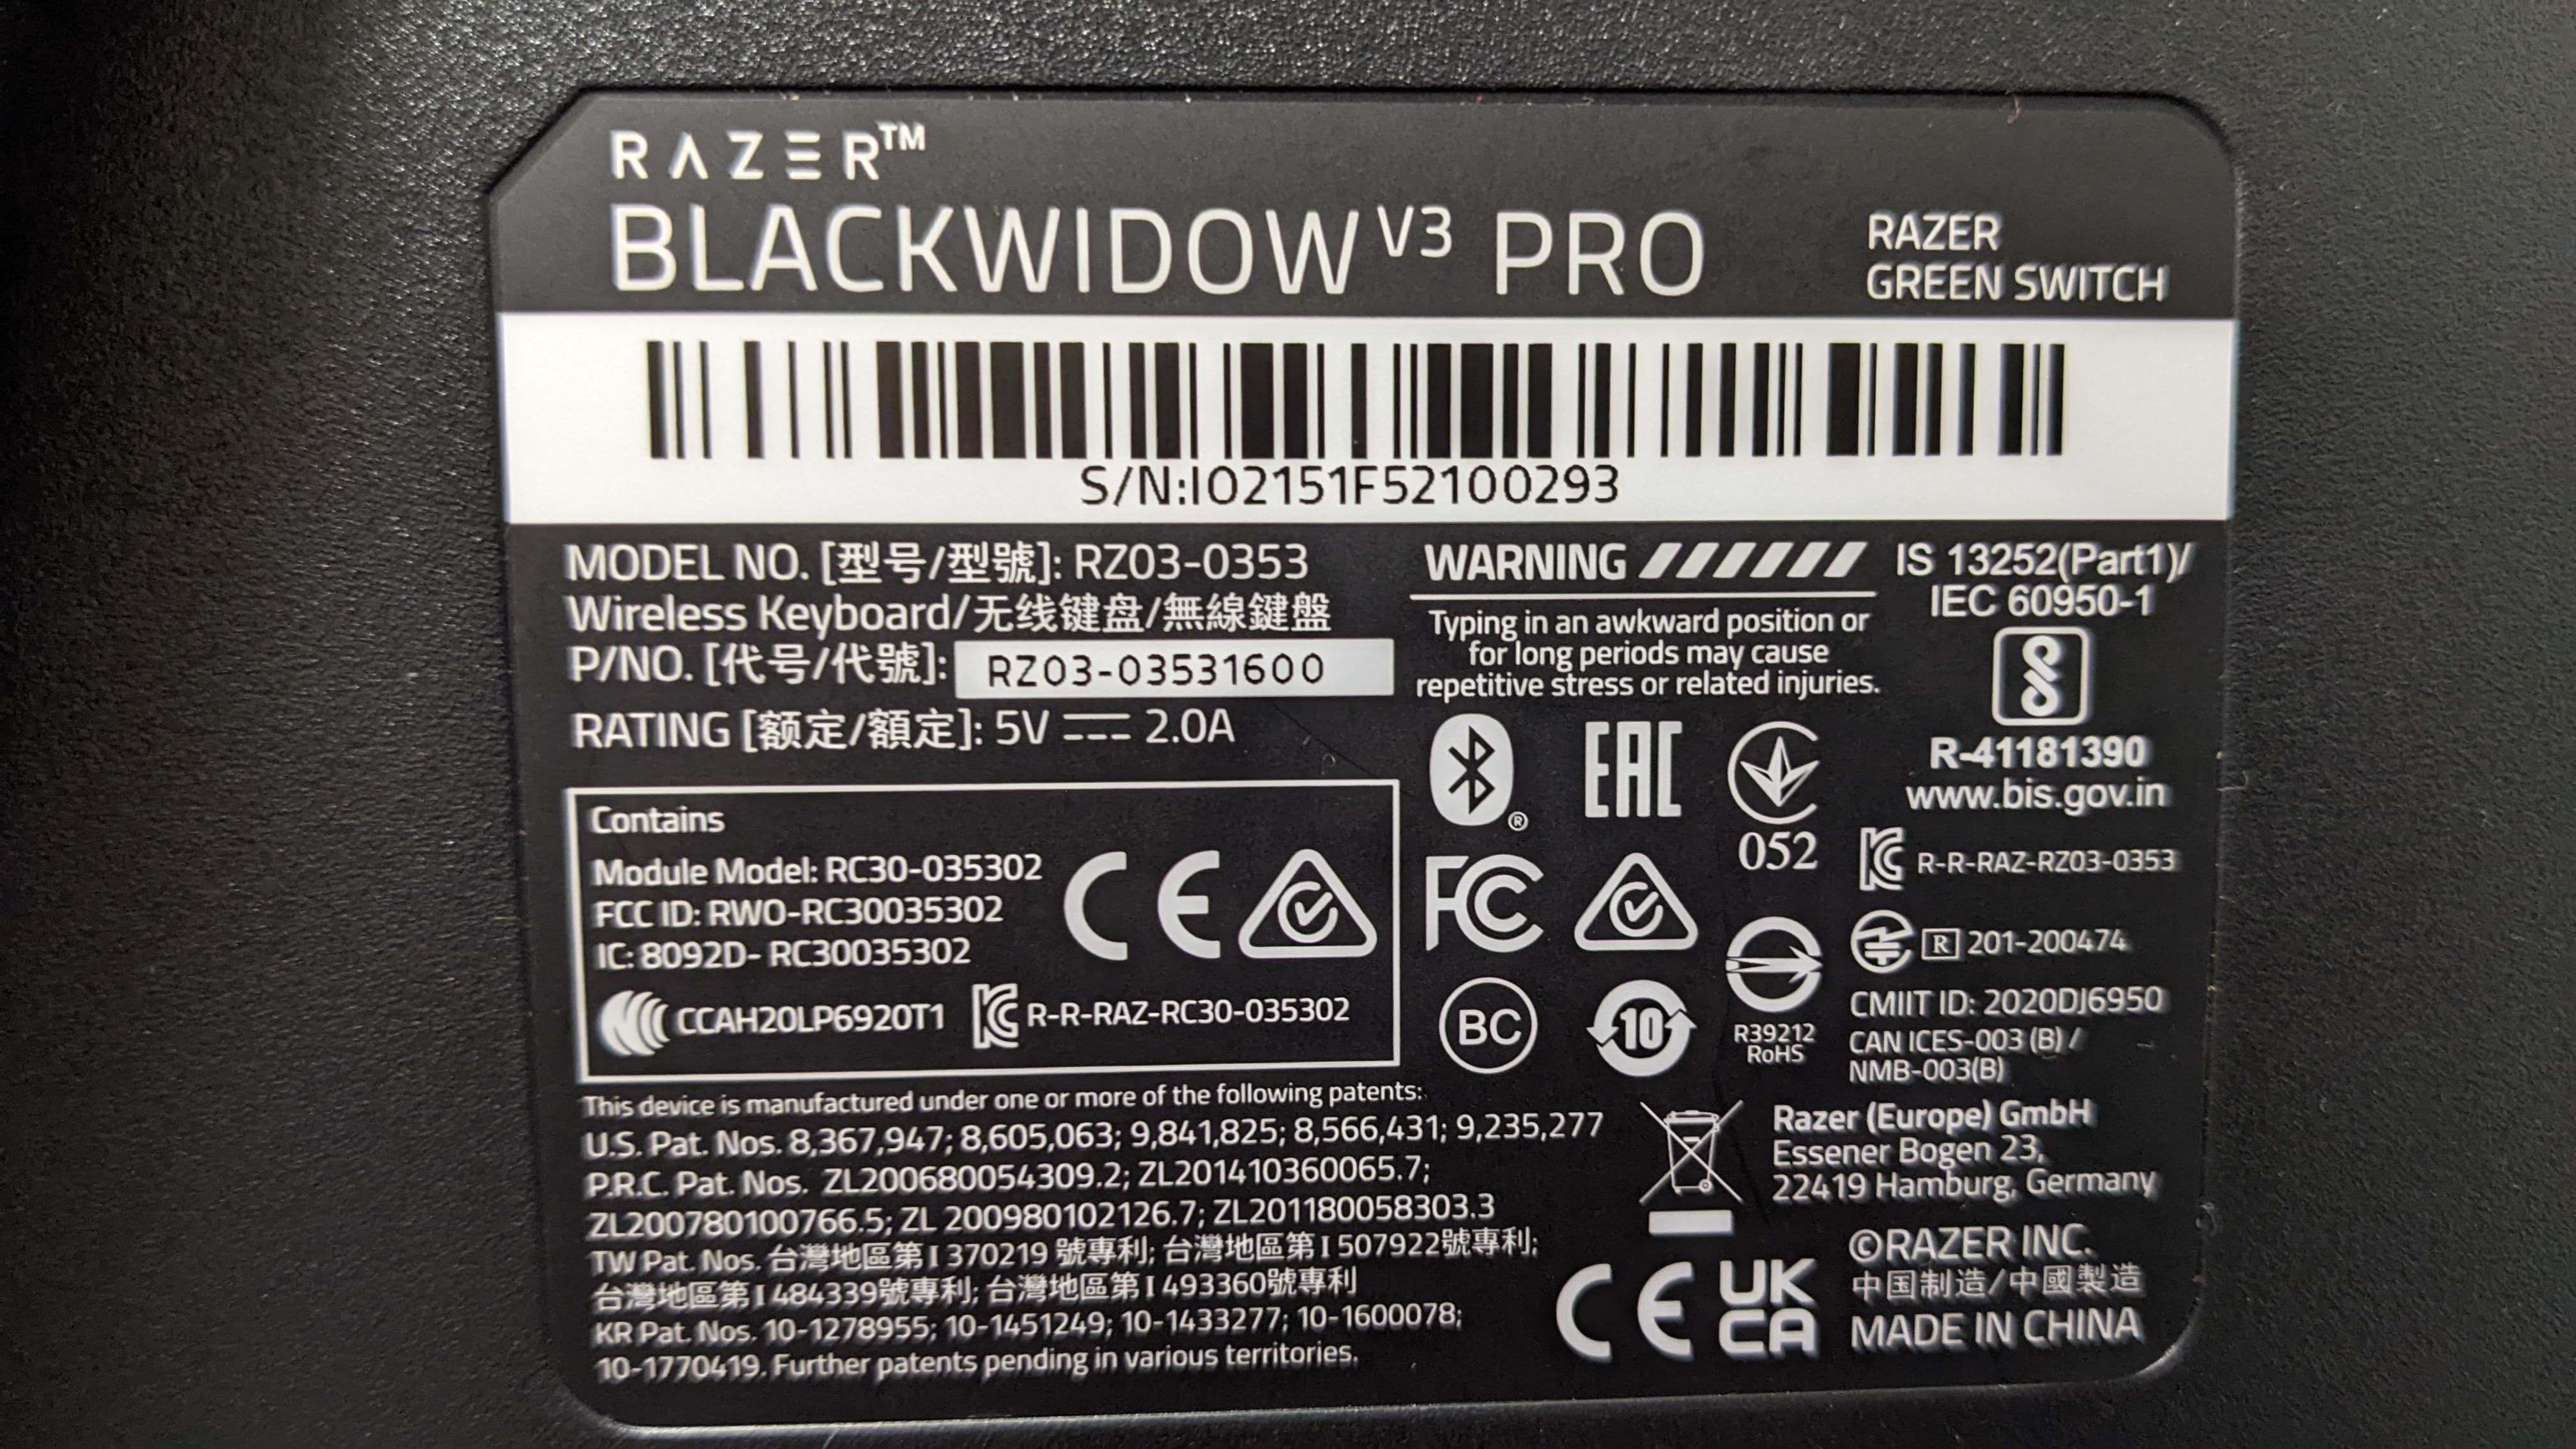 RAZER™
BLACKWIDOW V3 PRO
RAZER
GREEN SWITCH
S/N:IO2151F52100293
MODEL NO. [型号/型號]: RZ03-0353
Wireless Keyboard/无线键盘/無線鍵盤
P/NO. [代号/代號]: RZ03-03531600
RATING [额定/額定]: 5V ⎓ 2.0A
WARNING
Typing in an awkward position or
for long periods may cause
repetitive stress or related injuries.
IS 13252(Part1)/
IEC 60950-1
R-41181390
www.bis.gov.in
Contains
Module Model: RC30-035302
FCC ID: RWO-RC30035302
IC: 8092D- RC30035302
CE
CCAH20LP6920T1
R-R-RAZ-RC30-035302
®
EAC
052
FC
R-R-RAZ-RZ03-0353
R 201-200474
BC
10
R39212
RoHS
CMIIT ID: 2020DJ6950
CAN ICES-003 (B) /
NMB-003(B)
This device is manufactured under one or more of the following patents:
U.S. Pat. Nos. 8,367,947; 8,605,063; 9,841,825; 8,566,431; 9,235,277
P.R.C. Pat. Nos. ZL200680054309.2; ZL201410360065.7;
ZL200780100766.5; ZL 200980102126.7; ZL201180058303.3
TW Pat. Nos. 台灣地區第 I 370219 號專利; 台灣地區第 I 507922號專利;
台灣地區第 I 484339號專利; 台灣地區第 I 493360號專利
KR Pat. Nos. 10-1278955; 10-1451249; 10-1433277; 10-1600078;
10-1770419. Further patents pending in various territories.
Razer (Europe) GmbH
Essener Bogen 23,
22419 Hamburg, Germany
CE
UK
CA
©RAZER INC.
中国制造/中國製造
MADE IN CHINA